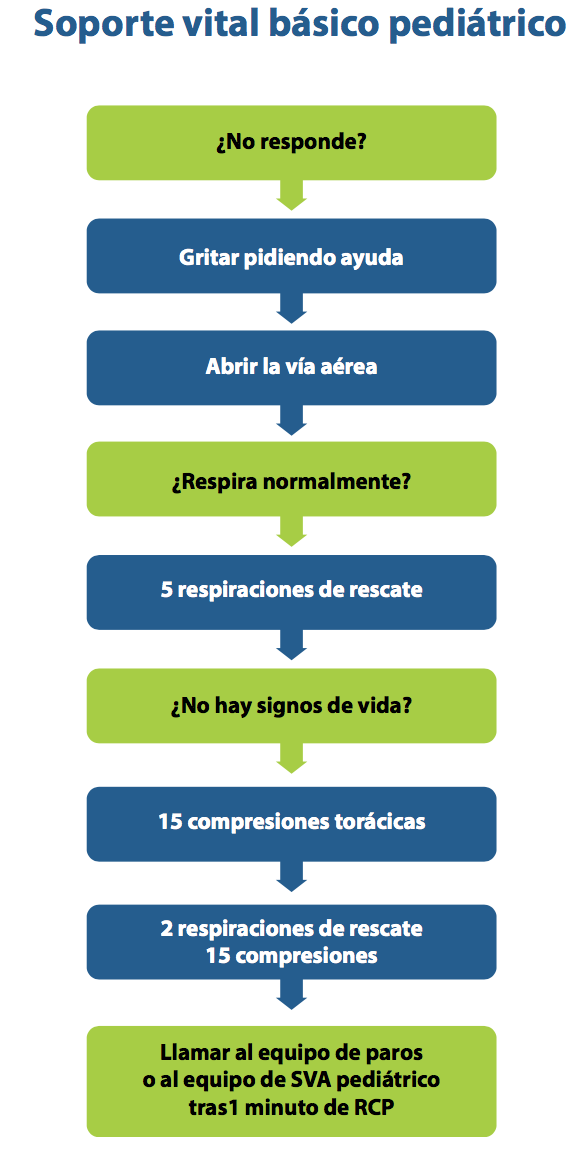 Soporte vital básico pediátrico
¿No responde?
Gritar pidiendo ayuda
Abrir la vía aérea
¿Respira normalmente?
5 respiraciones de rescate
¿No hay signos de vida?
15 compresiones torácicas
2 respiraciones de rescate
15 compresiones
Llamar al equipo de paros
o al equipo de SVA pediátrico
tras1 minuto de RCP